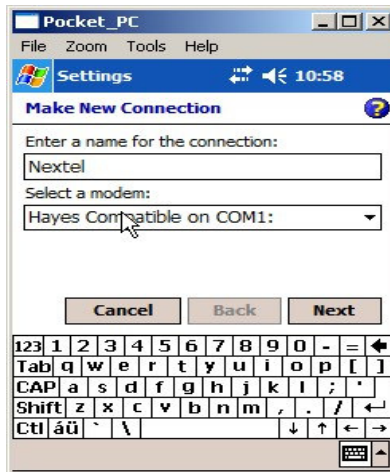 Pocket_PC
File Zoom Tools Help
Settings 10:58
Make New Connection
Enter a name for the connection:
Nextel
Select a modem:
Hayes Compatible on COM1:
Cancel Back Next
123 1 2 3 4 5 6 7 8 9 0 - =
Tab q w e r t y u i o p [ ]
CAP a s d f g h j k l ; '
Shift z x c v b n m , . /
Ctl áü ` \